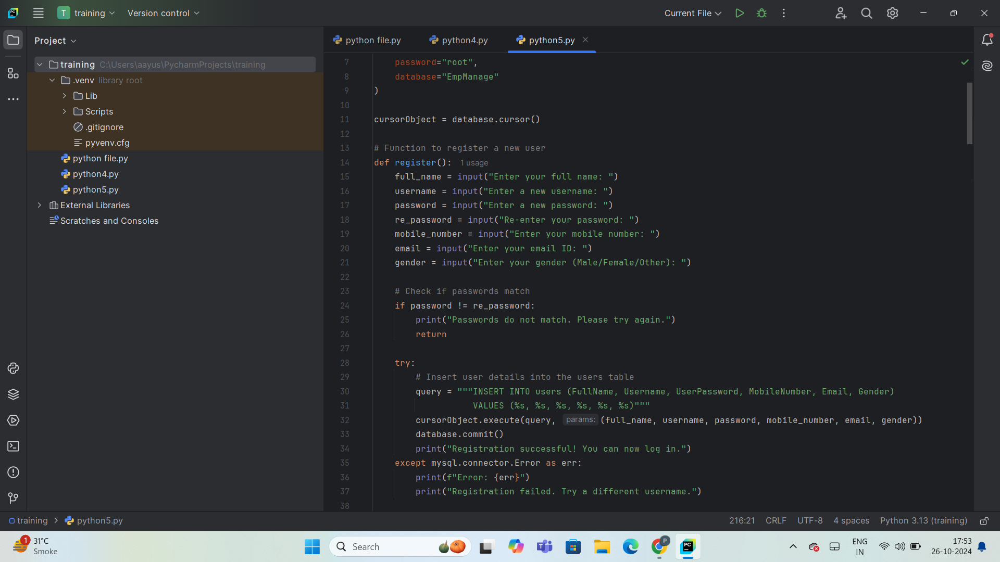 PC
T training
Version control
Current File
Project
python file.py
python4.py
python5.py
training C:\Users\aayus\PycharmProjects\training
.venv library root
Lib
Scripts
.gitignore
pyvenv.cfg
python file.py
python4.py
python5.py
External Libraries
Scratches and Consoles
7 password="root",
8 database="EmpManage"
9 )
10
11 cursorObject = database.cursor()
12
13 # Function to register a new user
14 def register(): 1 usage
15 full_name = input("Enter your full name: ")
16 username = input("Enter a new username: ")
17 password = input("Enter a new password: ")
18 re_password = input("Re-enter your password: ")
19 mobile_number = input("Enter your mobile number: ")
20 email = input("Enter your email ID: ")
21 gender = input("Enter your gender (Male/Female/Other): ")
22
23 # Check if passwords match
24 if password != re_password:
25 print("Passwords do not match. Please try again.")
26 return
27
28 try:
29 # Insert user details into the users table
30 query = """INSERT INTO users (FullName, Username, UserPassword, MobileNumber, Email, Gender)
31 VALUES (%s, %s, %s, %s, %s, %s)"""
32 cursorObject.execute(query, params: (full_name, username, password, mobile_number, email, gender))
33 database.commit()
34 print("Registration successful! You can now log in.")
35 except mysql.connector.Error as err:
36 print(f"Error: {err}")
37 print("Registration failed. Try a different username.")
38
training > python5.py
216:21 CRLF UTF-8 4 spaces Python 3.13 (training)
1
31°C
Smoke
Search
T
P
PC
ENG
IN
17:53
26-10-2024